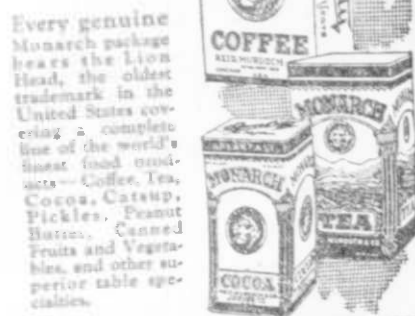 Every genuine
Monarch package
bears the Lion
Head, the oldest
trademark in the
United States cov-
ering a complete
line of the world's
finest food prod-
ucts—Coffee, Tea,
Cocoa, Catsup,
Pickles, Peanut
Butter, Canned
Fruits and Vegeta-
bles, and other su-
perior table spe-
cialties.
COFFEE
REID, MURDOCH
MONARCH
TEA
MONARCH
COCOA